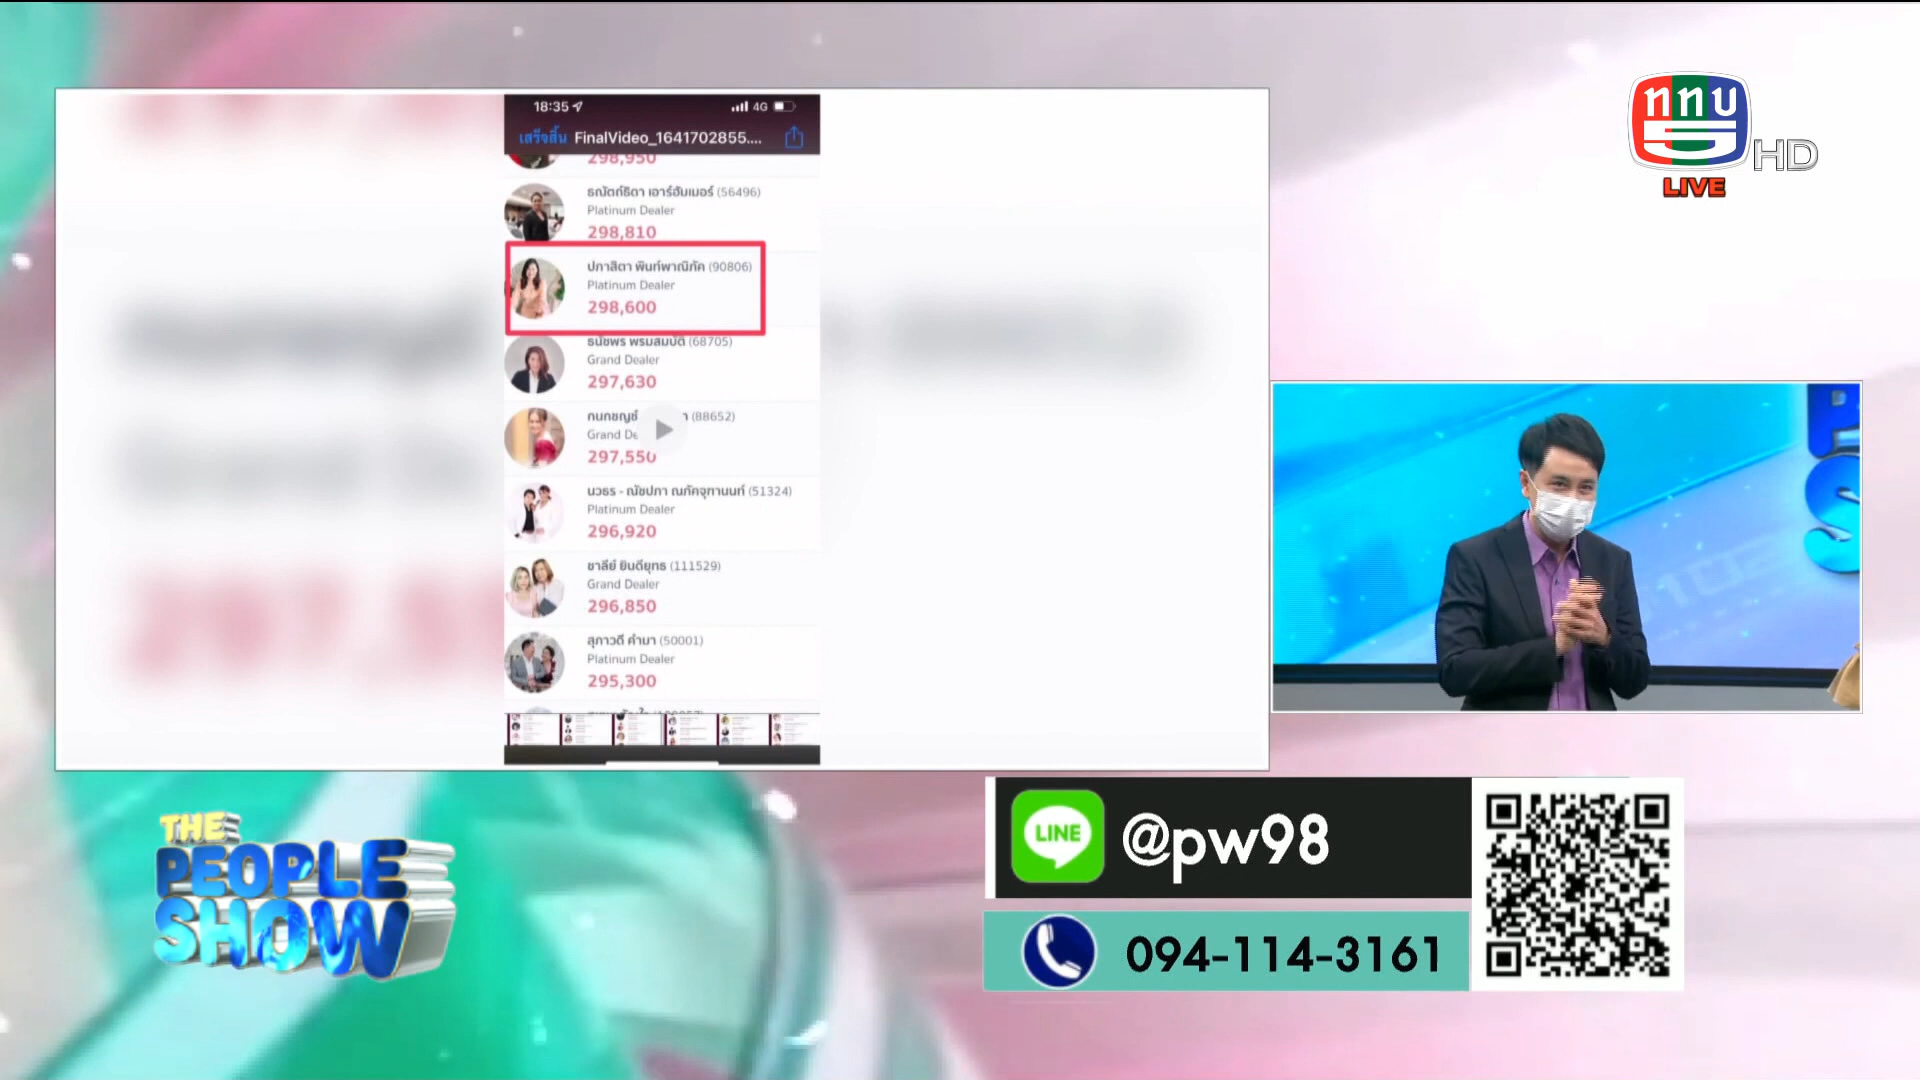 18:35
4G
เสร็จสิ้น FinalVideo_1641702855....
298,950
ธณัตถ์ธิดา เอาร์ฮัมเมอร์ (56496)
Platinum Dealer
298,810
ปภาสิตา พินท์พาณิภัค (90806)
Platinum Dealer
298,600
ธนัชพร พรมสมบัติ (68705)
Grand Dealer
297,630
กนกชญช์ (88652)
Grand De
297,550
นวธร - ณัชปภา ณภัคจุฑานนท์ (51324)
Platinum Dealer
296,920
ชาลีย์ ยินดียุทธ (111529)
Grand Dealer
296,850
สุภาวดี คำมา (50001)
Platinum Dealer
295,300
ททบ
5
HD
LIVE
THE
PEOPLE
SHOW
LINE
@pw98
094-114-3161